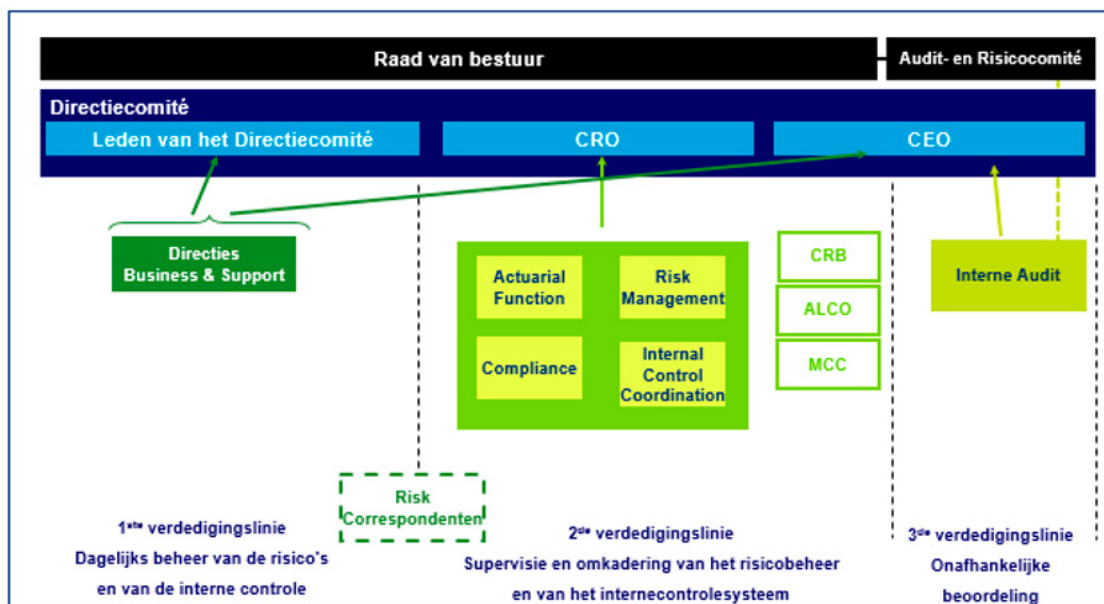 Raad van bestuur
Audit- en Risicocomité
Directiecomité
Leden van het Directiecomité
CRO
CEO
Directies
Business & Support
Actuarial
Function
Risk
Management
Compliance
Internal
Control
Coordination
CRB
ALCO
MCC
Interne Audit
Risk
Correspondenten
1ste verdedigingslinie
Dagelijks beheer van de risico's
en van de interne controle
2de verdedigingslinie
Supervisie en omkadering van het risicobeheer
en van het internecontrolesysteem
3de verdedigingslinie
Onafhankelijke
beoordeling